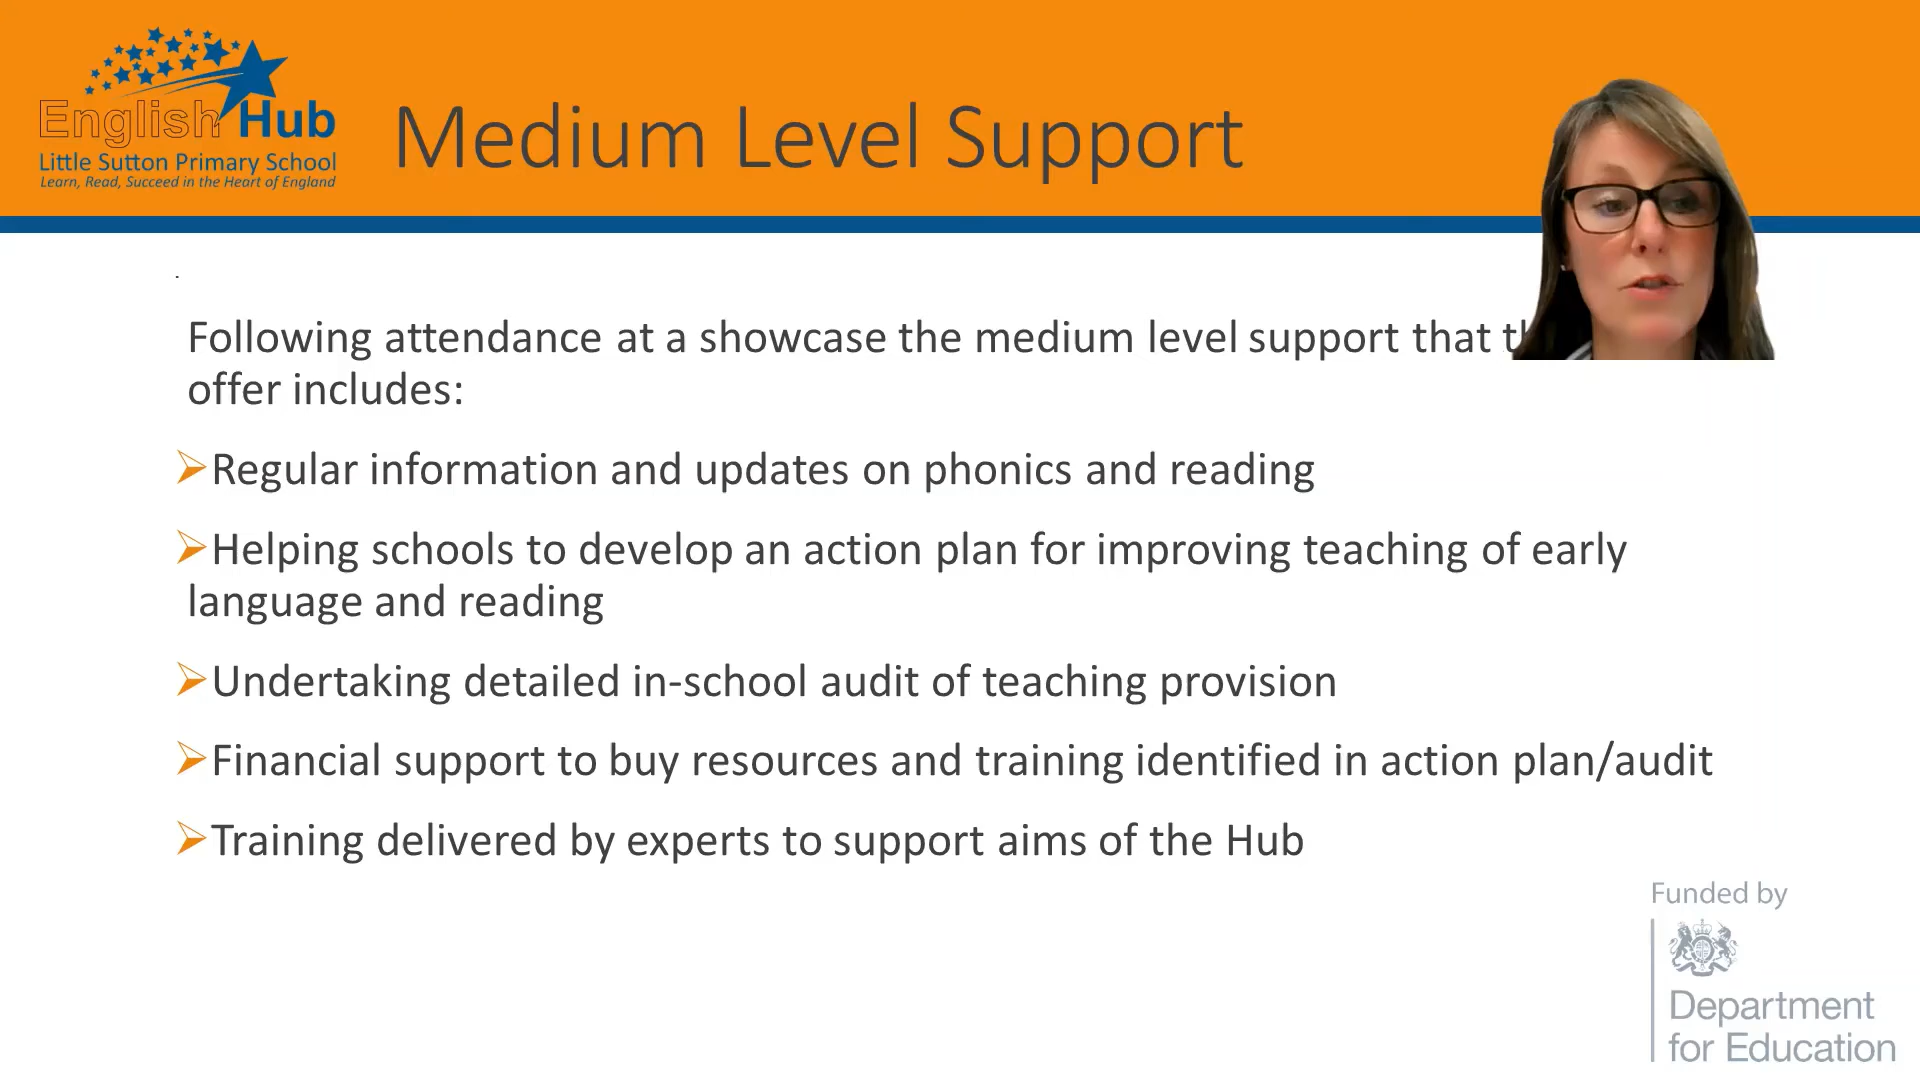 English Hub
Little Sutton Primary School
Learn, Read, Succeed in the Heart of England
Medium Level Support
.
Following attendance at a showcase the medium level support that
offer includes:
Regular information and updates on phonics and reading
Helping schools to develop an action plan for improving teaching of early
language and reading
Undertaking detailed in-school audit of teaching provision
Financial support to buy resources and training identified in action plan/audit
Training delivered by experts to support aims of the Hub
Funded by
Department
for Education